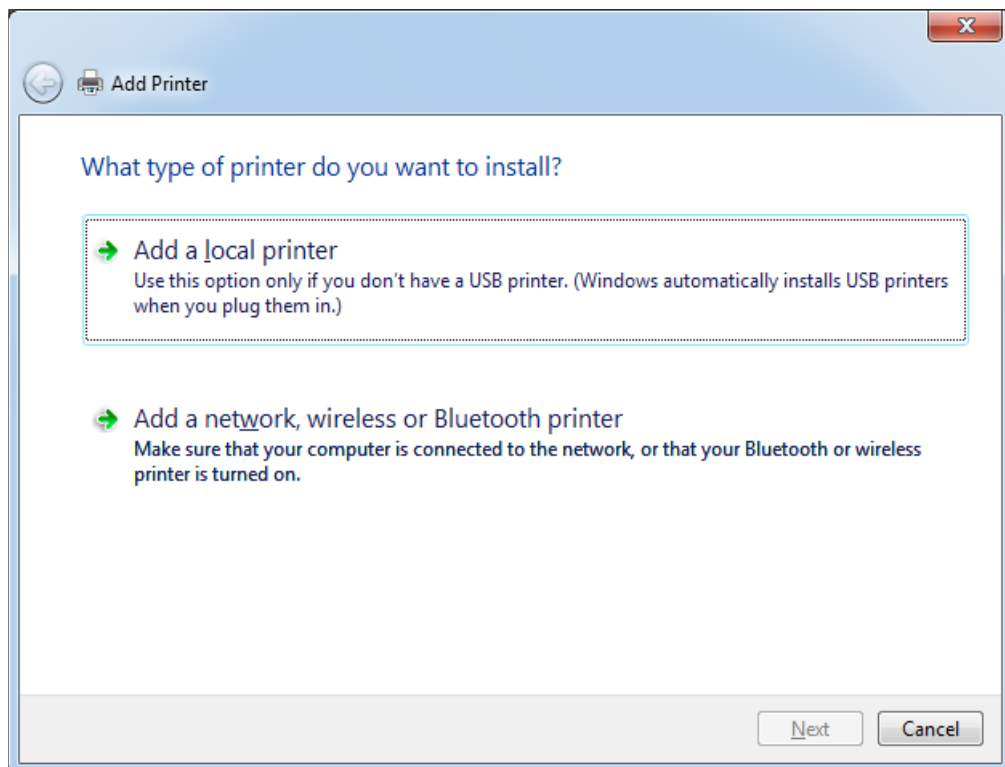 Add Printer
What type of printer do you want to install?
Add a local printer
Use this option only if you don't have a USB printer. (Windows automatically installs USB printers
when you plug them in.)
Add a network, wireless or Bluetooth printer
Make sure that your computer is connected to the network, or that your Bluetooth or wireless
printer is turned on.
Next
Cancel